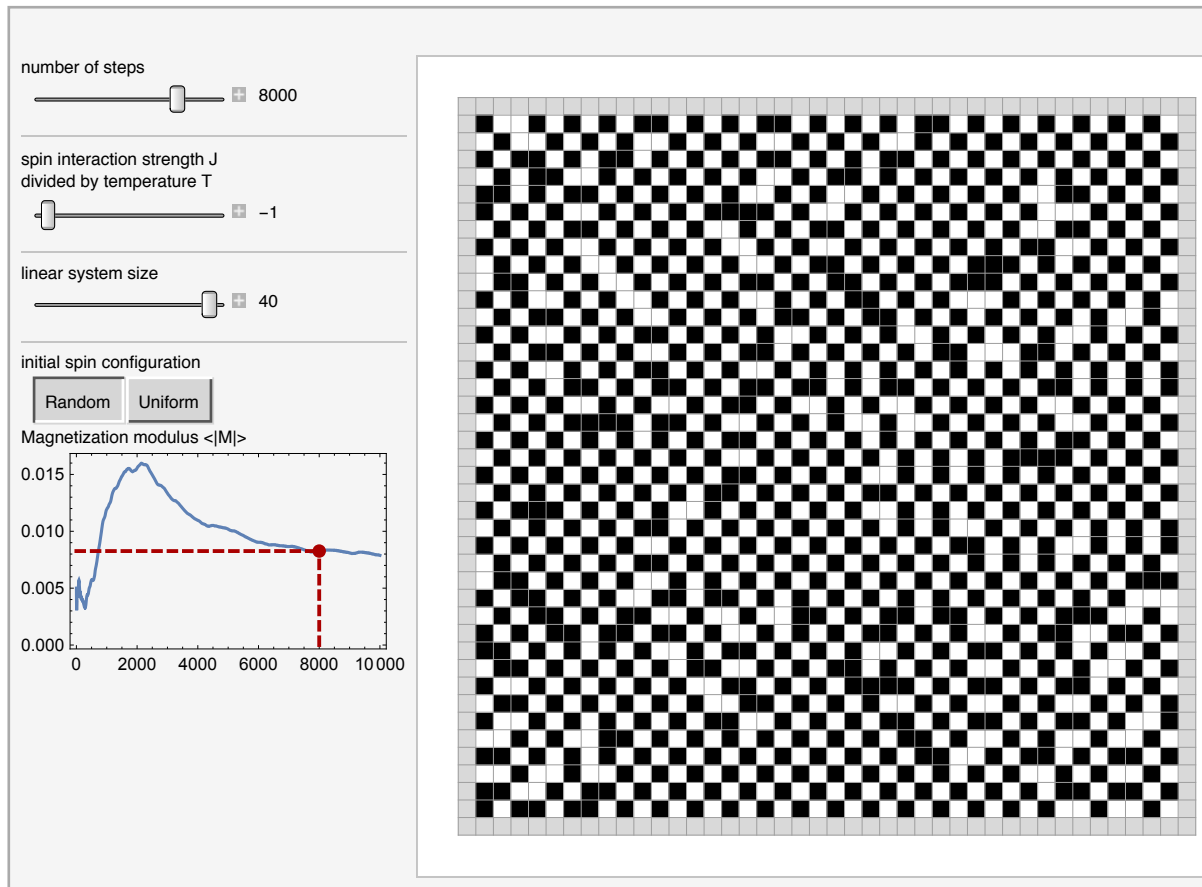 number of steps
8000
spin interaction strength J
divided by temperature T
−1
linear system size
40
initial spin configuration
Random Uniform
Magnetization modulus <|M|>
0.015
0.010
0.005
0.000
0 2000 4000 6000 8000 10 000